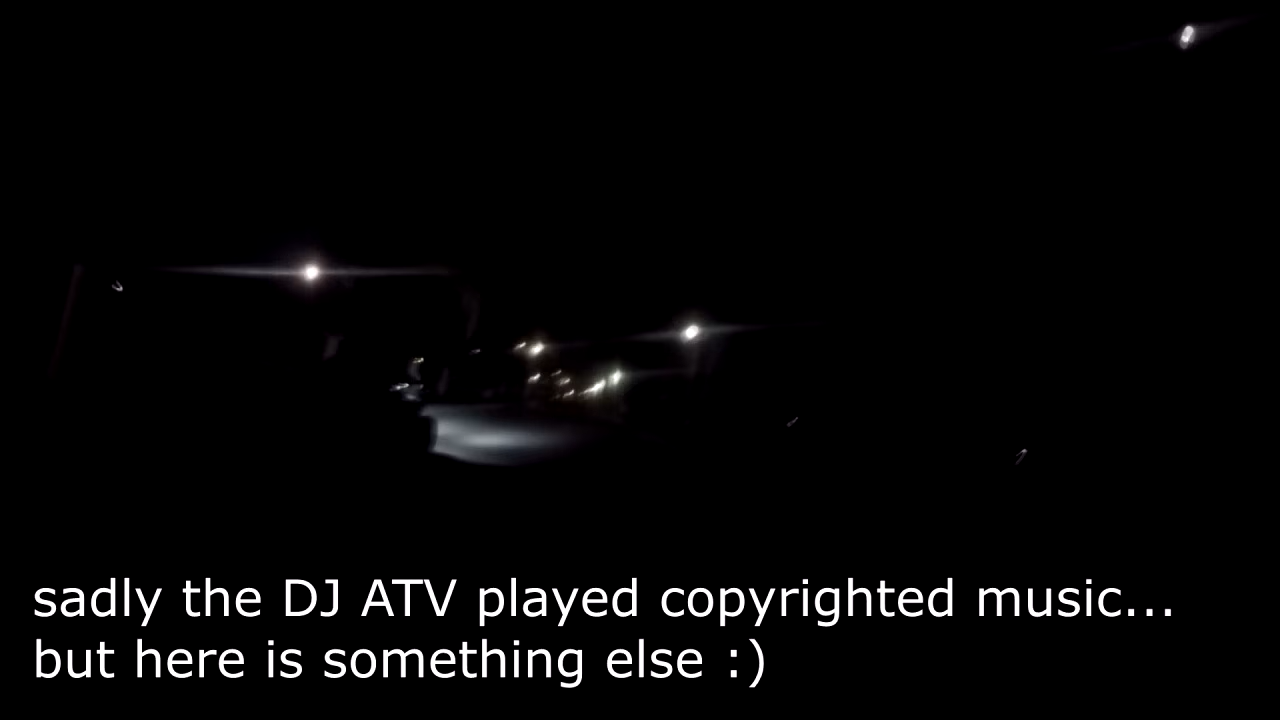 sadly the DJ ATV played copyrighted music...
but here is something else :)